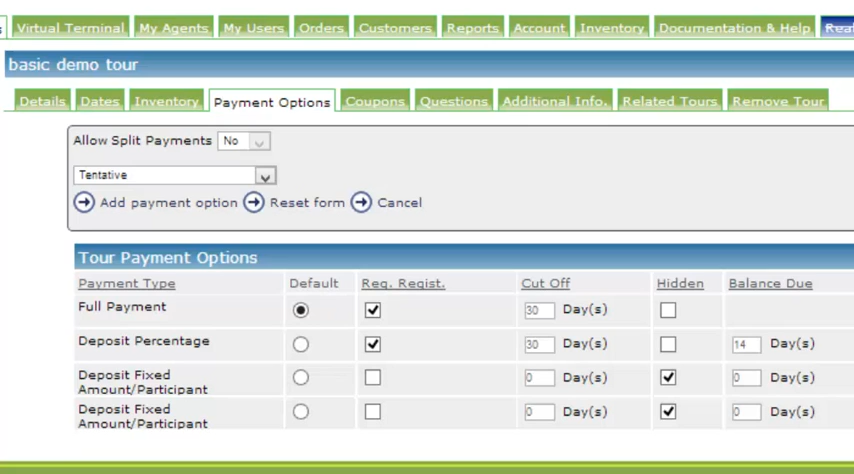 Virtual Terminal My Agents My Users Orders Customers Reports Account Inventory Documentation & Help
basic demo tour
Details Dates Inventory Payment Options Coupons Questions Additional Info. Related Tours Remove Tour
Allow Split Payments No
Tentative
Add payment option Reset form Cancel
Tour Payment Options
Payment Type Default Req. Regist. Cut Off Hidden Balance Due
Full Payment 30 Day(s)
Deposit Percentage 30 Day(s) 14 Day(s)
Deposit Fixed
Amount/Participant 0 Day(s) 0 Day(s)
Deposit Fixed
Amount/Participant 0 Day(s) 0 Day(s)